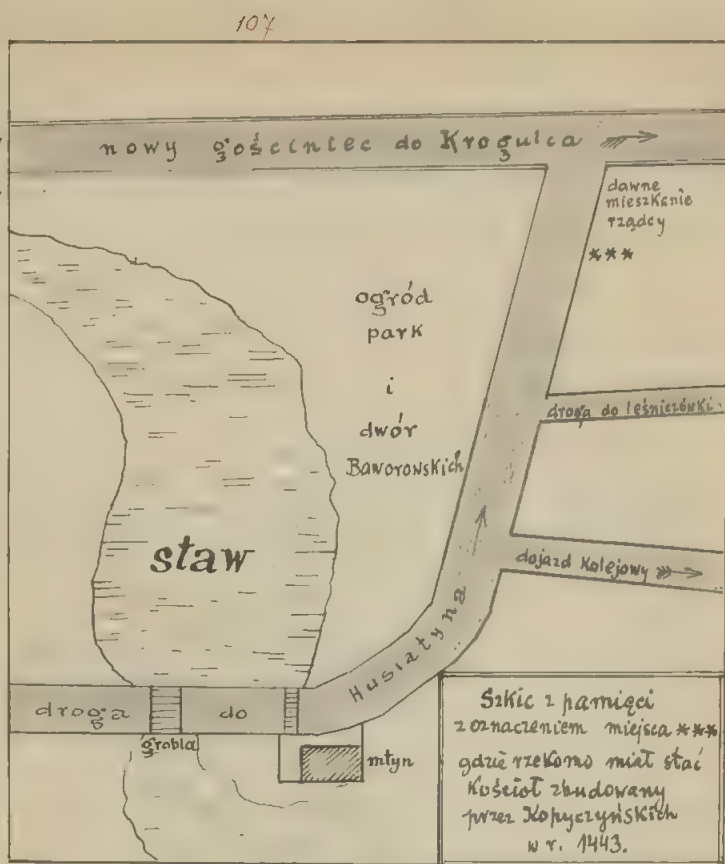 107
nowy gościniec do Krogulca
dawne
mieszkanie
rządcy
***
ogród
park
i
dwór
Baworowskich
droga do leśniczówki
staw
dojazd Kolejowy
droga do Husiatyna
grobla
młyn
Szkic z pamięci
z oznaczeniem miejsca ***
gdzie rzekomo miał stać
Kościoł zbudowany
przez Kopyczyńskich
w r. 1443.